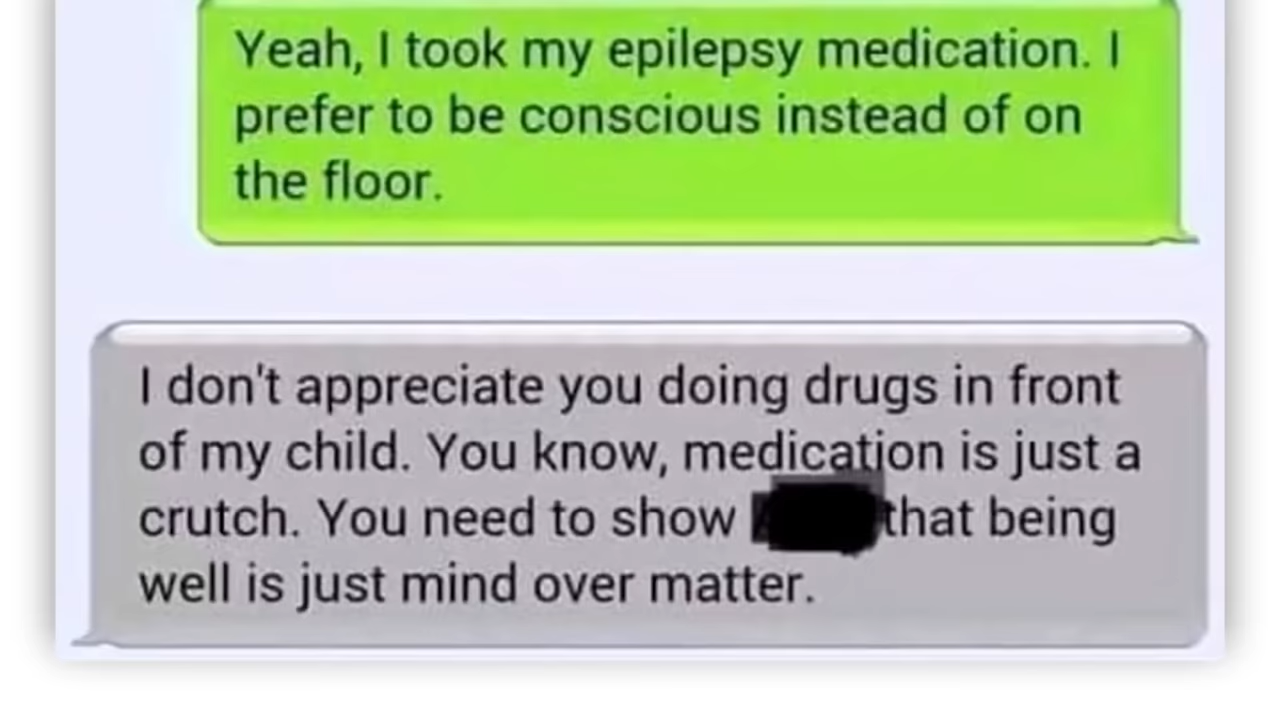 Yeah, I took my epilepsy medication. I
prefer to be conscious instead of on
the floor.
I don't appreciate you doing drugs in front
of my child. You know, medication is just a
crutch. You need to show that being
well is just mind over matter.